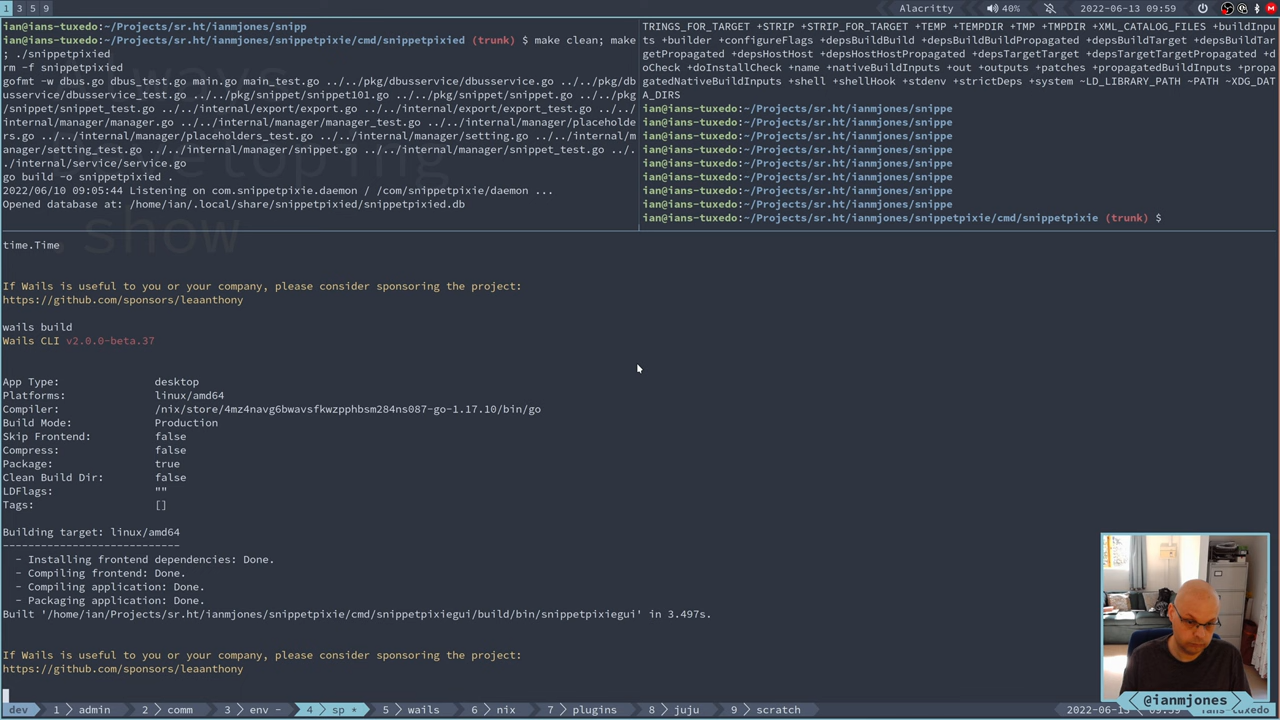 1 3 5 9
Alacritty
40%
2022-06-13 09:59
ian@ians-tuxedo:~/Projects/sr.ht/ianmjones/snipp
ian@ians-tuxedo:~/Projects/sr.ht/ianmjones/snippetpixie/cmd/snippetpixied (trunk) $ make clean; make
; ./snippetpixied
rm -f snippetpixied
gofmt -w dbus.go dbus_test.go main.go main_test.go ../../pkg/dbusservice/dbusservice.go ../../pkg/db
usservice/dbusservice_test.go ../../pkg/snippet/snippet.go ../../pkg/snippet/snippet101.go ../../pkg
/snippet/snippet_test.go ../../internal/export/export.go ../../internal/export/export_test.go ../../
internal/manager/manager.go ../../internal/manager/manager_test.go ../../internal/manager/placeholde
rs.go ../../internal/manager/placeholders_test.go ../../internal/manager/setting.go ../../internal/m
anager/setting_test.go ../../internal/manager/snippet.go ../../internal/manager/snippet_test.go ../.
./internal/service/service.go
go build -o snippetpixied .
2022/06/10 09:05:44 Listening on com.snippetpixie.daemon / /com/snippetpixie/daemon ...
Opened database at: /home/ian/.local/share/snippetpixied/snippetpixied.db
show
TRINGS_FOR_TARGET +STRIP +STRIP_FOR_TARGET +TEMP +TEMPDIR +TMP +TMPDIR +XML_CATALOG_FILES +buildInpu
ts +builder +configureFlags +depsBuildBuild +depsBuildBuildPropagated +depsBuildTarget +depsBuildTar
getPropagated +depsHostHost +depsHostHostPropagated +depsTargetTarget +depsTargetTargetPropagated +d
oCheck +doInstallCheck +name +nativeBuildInputs +out +outputs +patches +propagatedBuildInputs +propa
gatedNativeBuildInputs +shell +shellHook +stdenv +strictDeps +system ~LD_LIBRARY_PATH ~PATH ~XDG_DAT
A_DIRS
ian@ians-tuxedo:~/Projects/sr.ht/ianmjones/snippe
ian@ians-tuxedo:~/Projects/sr.ht/ianmjones/snippe
ian@ians-tuxedo:~/Projects/sr.ht/ianmjones/snippe
ian@ians-tuxedo:~/Projects/sr.ht/ianmjones/snippe
ian@ians-tuxedo:~/Projects/sr.ht/ianmjones/snippe
ian@ians-tuxedo:~/Projects/sr.ht/ianmjones/snippe
ian@ians-tuxedo:~/Projects/sr.ht/ianmjones/snippe
ian@ians-tuxedo:~/Projects/sr.ht/ianmjones/snippe
ian@ians-tuxedo:~/Projects/sr.ht/ianmjones/snippetpixie/cmd/snippetpixie (trunk) $
time.Time
If Wails is useful to you or your company, please consider sponsoring the project:
https://github.com/sponsors/leaanthony
wails build
Wails CLI v2.0.0-beta.37
App Type: desktop
Platforms: linux/amd64
Compiler: /nix/store/4mz4navg6bwavsfkwzpphbsm284ns087-go-1.17.10/bin/go
Build Mode: Production
Skip Frontend: false
Compress: false
Package: true
Clean Build Dir: false
LDFlags: ""
Tags: []
Building target: linux/amd64
---------------------------
- Installing frontend dependencies: Done.
- Compiling frontend: Done.
- Compiling application: Done.
- Packaging application: Done.
Built '/home/ian/Projects/sr.ht/ianmjones/snippetpixie/cmd/snippetpixiegui/build/bin/snippetpixiegui' in 3.497s.
If Wails is useful to you or your company, please consider sponsoring the project:
https://github.com/sponsors/leaanthony
@ianmjones
dev 1 admin 2 comm 3 env - 4 sp * 5 wails 6 nix 7 plugins 8 juju 9 scratch 2022-06-13